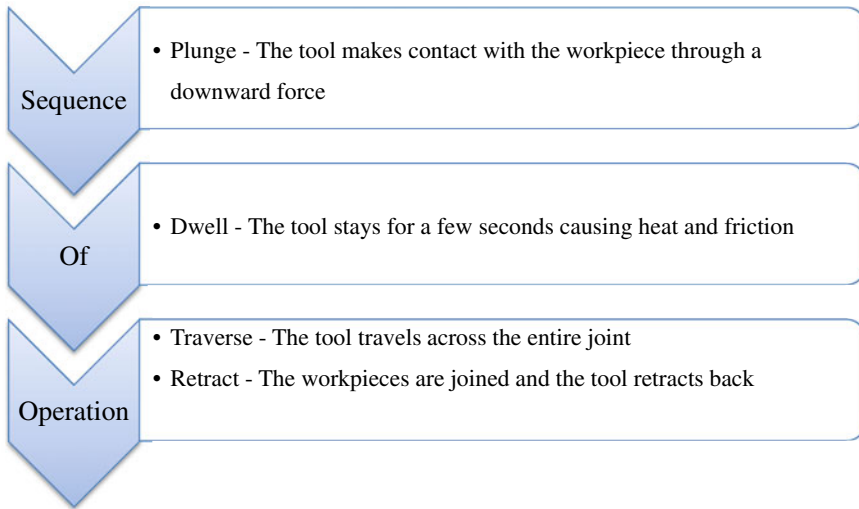 Sequence
• Plunge - The tool makes contact with the workpiece through a
downward force
Of
• Dwell - The tool stays for a few seconds causing heat and friction
Operation
• Traverse - The tool travels across the entire joint
• Retract - The workpieces are joined and the tool retracts back